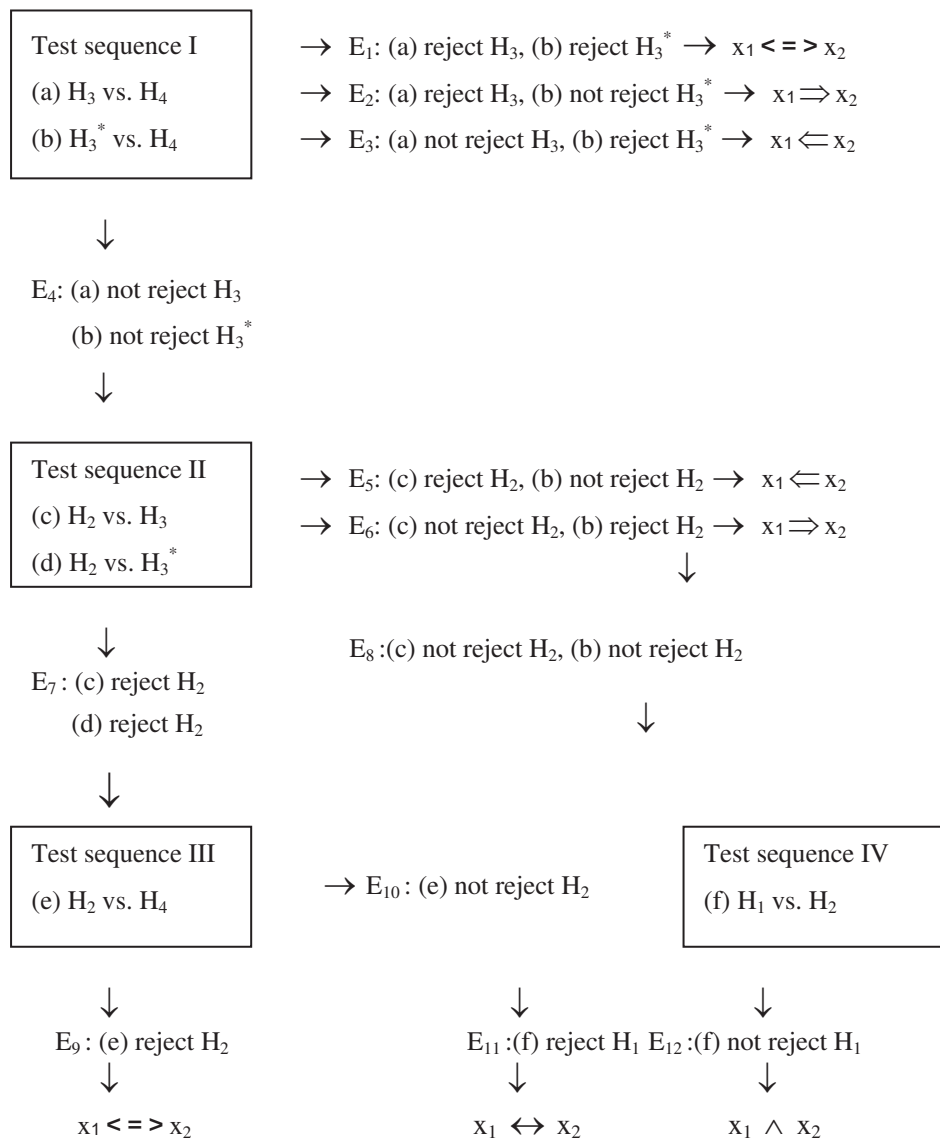 Test sequence I
(a) H₃ vs. H₄
(b) H₃* vs. H₄
→ E₁: (a) reject H₃, (b) reject H₃* → x₁ < = > x₂
→ E₂: (a) reject H₃, (b) not reject H₃* → x₁ ⇒ x₂
→ E₃: (a) not reject H₃, (b) reject H₃* → x₁ ⇐ x₂
↓
E₄: (a) not reject H₃
(b) not reject H₃*
↓
Test sequence II
(c) H₂ vs. H₃
(d) H₂ vs. H₃*
→ E₅: (c) reject H₂, (b) not reject H₂ → x₁ ⇐ x₂
→ E₆: (c) not reject H₂, (b) reject H₂ → x₁ ⇒ x₂
↓
↓
E₈ :(c) not reject H₂, (b) not reject H₂
E₇ : (c) reject H₂
(d) reject H₂
↓
↓
Test sequence III
(e) H₂ vs. H₄
→ E₁₀ : (e) not reject H₂
Test sequence IV
(f) H₁ vs. H₂
↓ ↓ ↓
E₉ : (e) reject H₂
E₁₁ :(f) reject H₁ E₁₂ :(f) not reject H₁
↓ ↓ ↓
x₁ < = > x₂
x₁ ↔ x₂
x₁ ∧ x₂